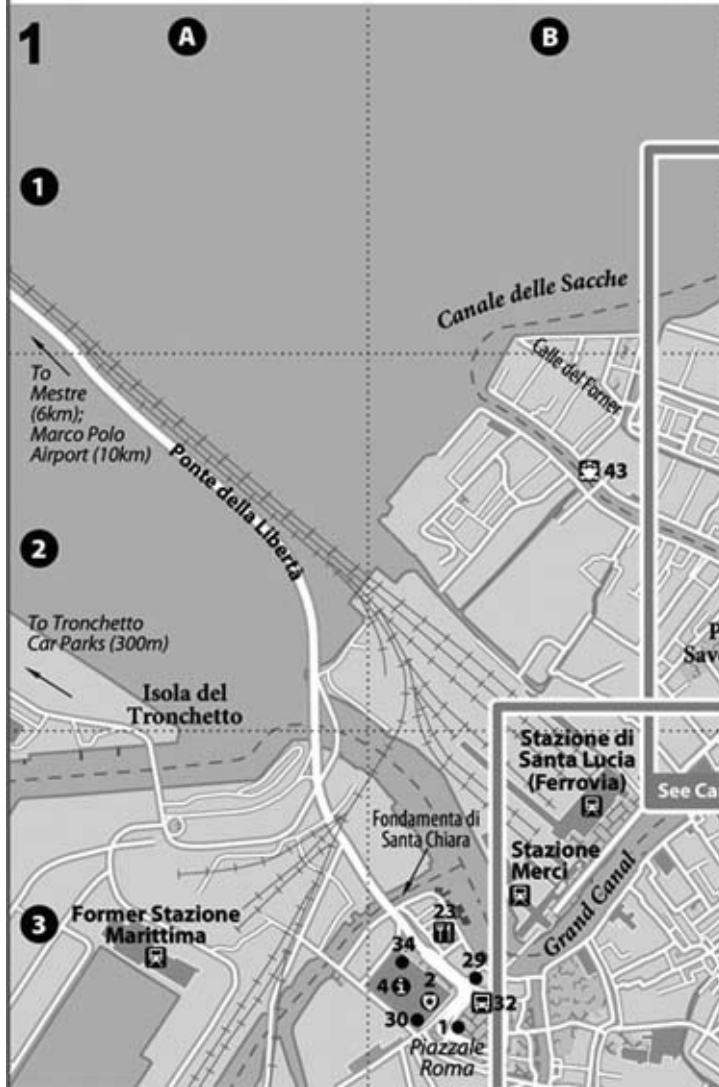 1
A
B
1
Canale delle Sacche
Calle del Forner
To
Mestre
(6km);
Marco Polo
Airport (10km)
Ponte della Libertà
43
2
To Tronchetto
Car Parks (300m)
Isola del
Tronchetto
Stazione di
Santa Lucia
(Ferrovia)
See Ca
Fondamenta di
Santa Chiara
Stazione
Merci
Grand Canal
3
Former Stazione
Marittima
23
34
29
4
2
32
30
1
Piazzale
Roma